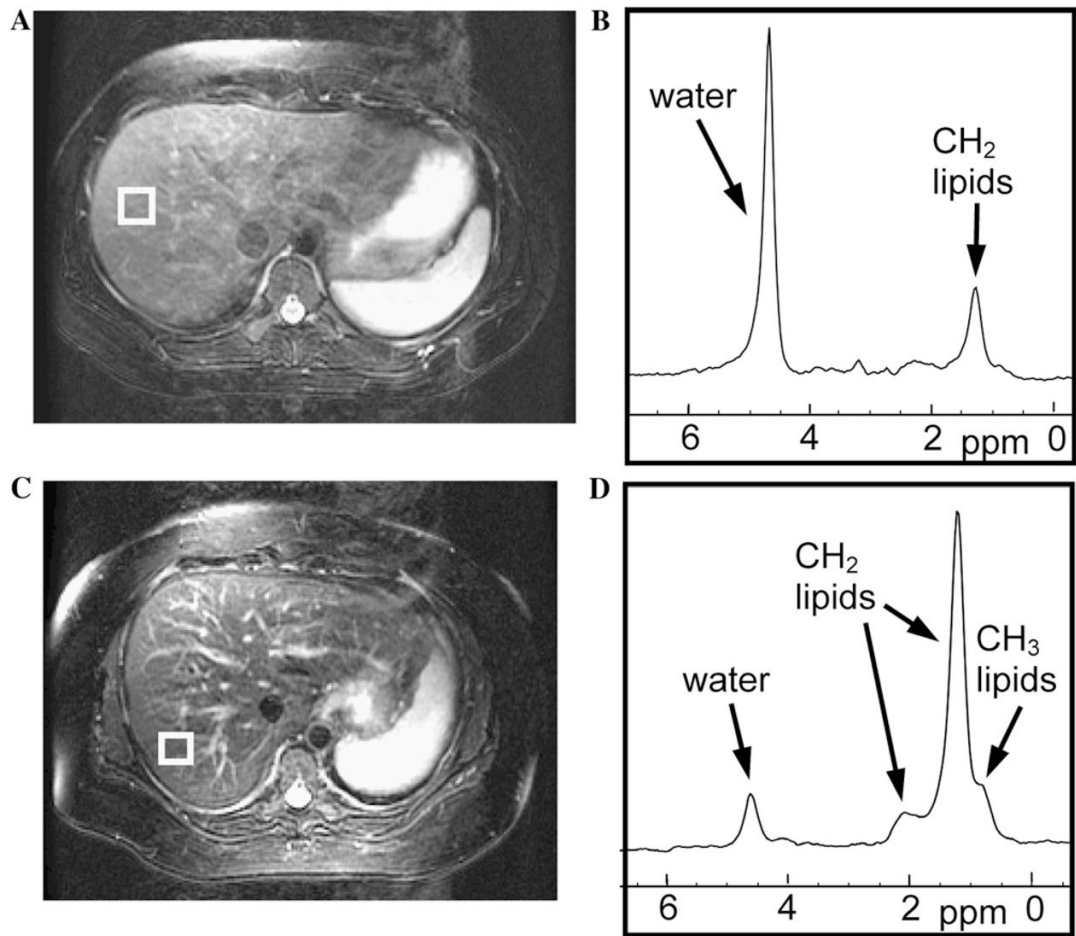 A
B
water
CH₂
lipids
6 4 2 ppm 0
C
D
CH₂
lipids
CH₃
lipids
water
6 4 2 ppm 0